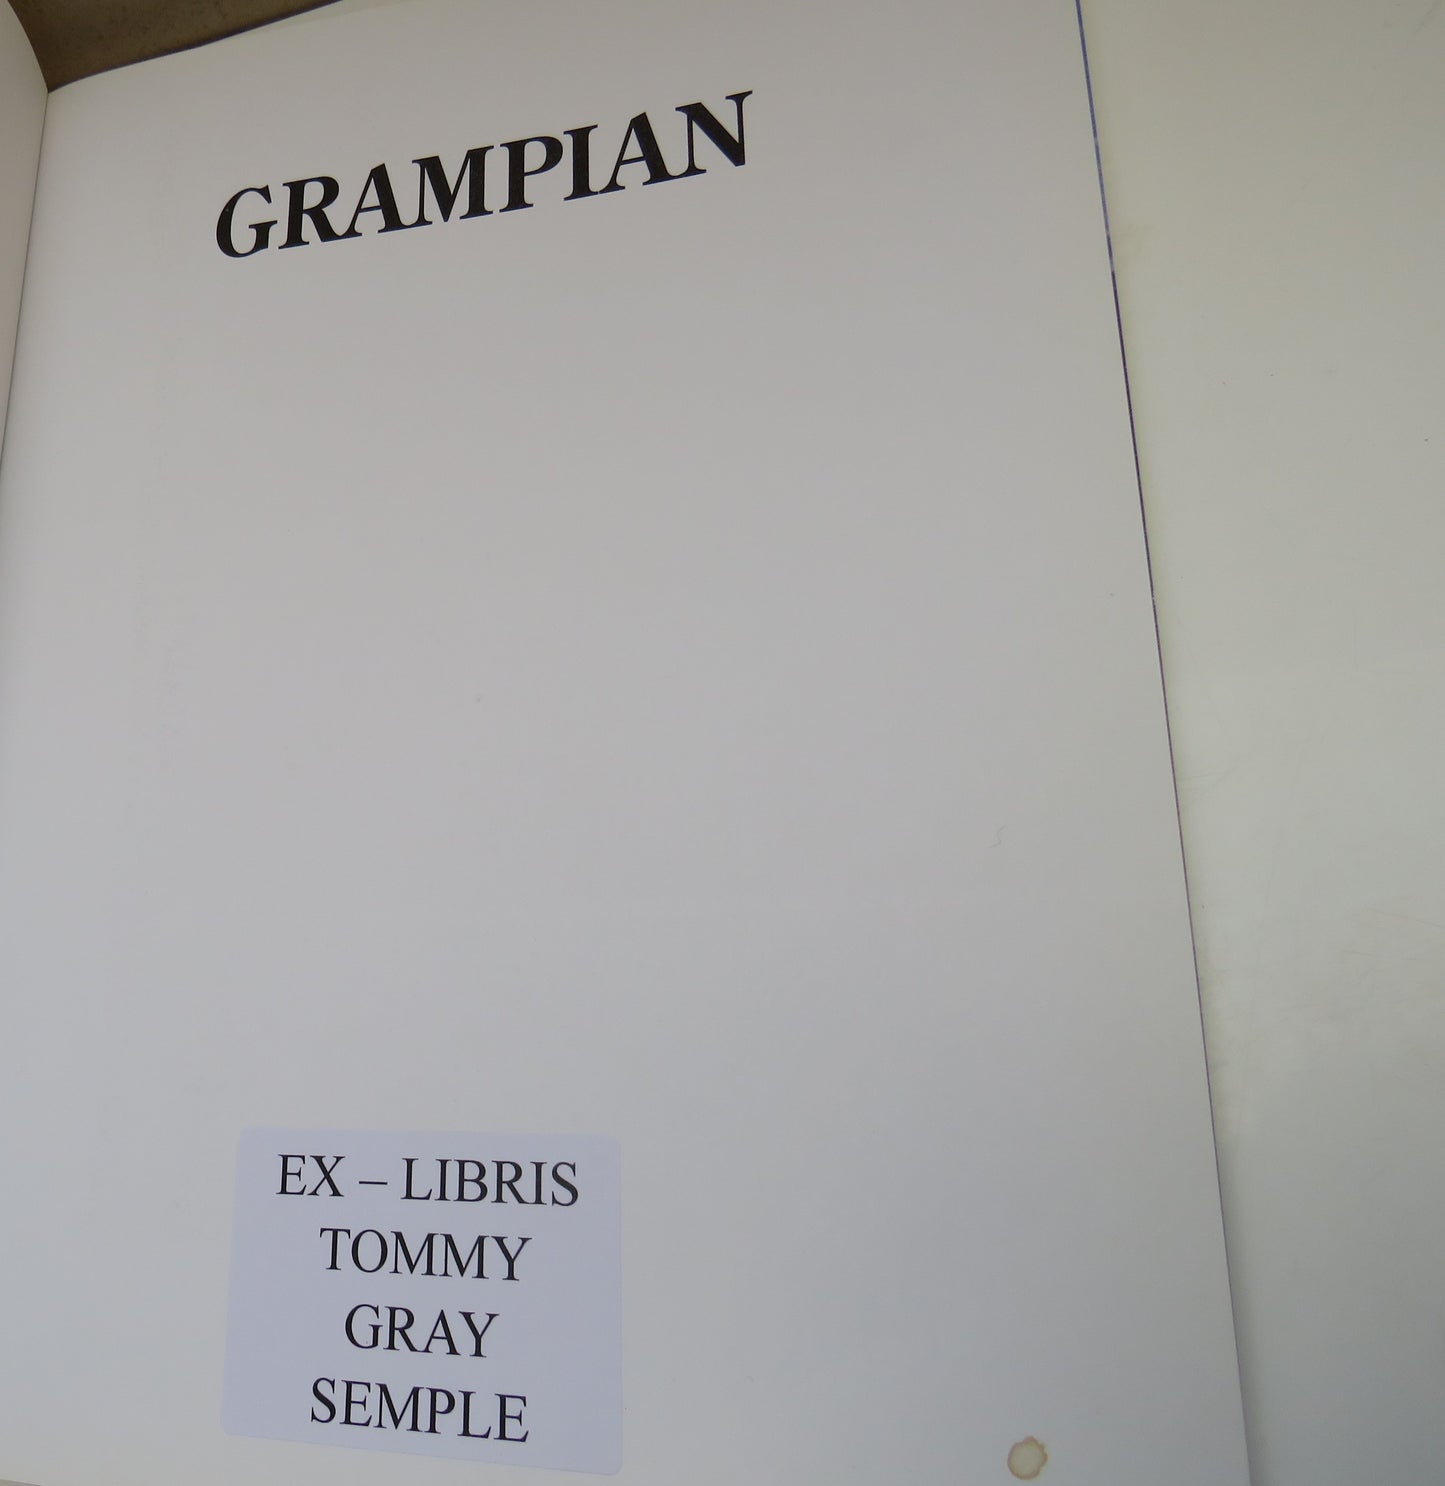 GRAMPIAN
EX – LIBRIS
TOMMY
GRAY
SEMPLE